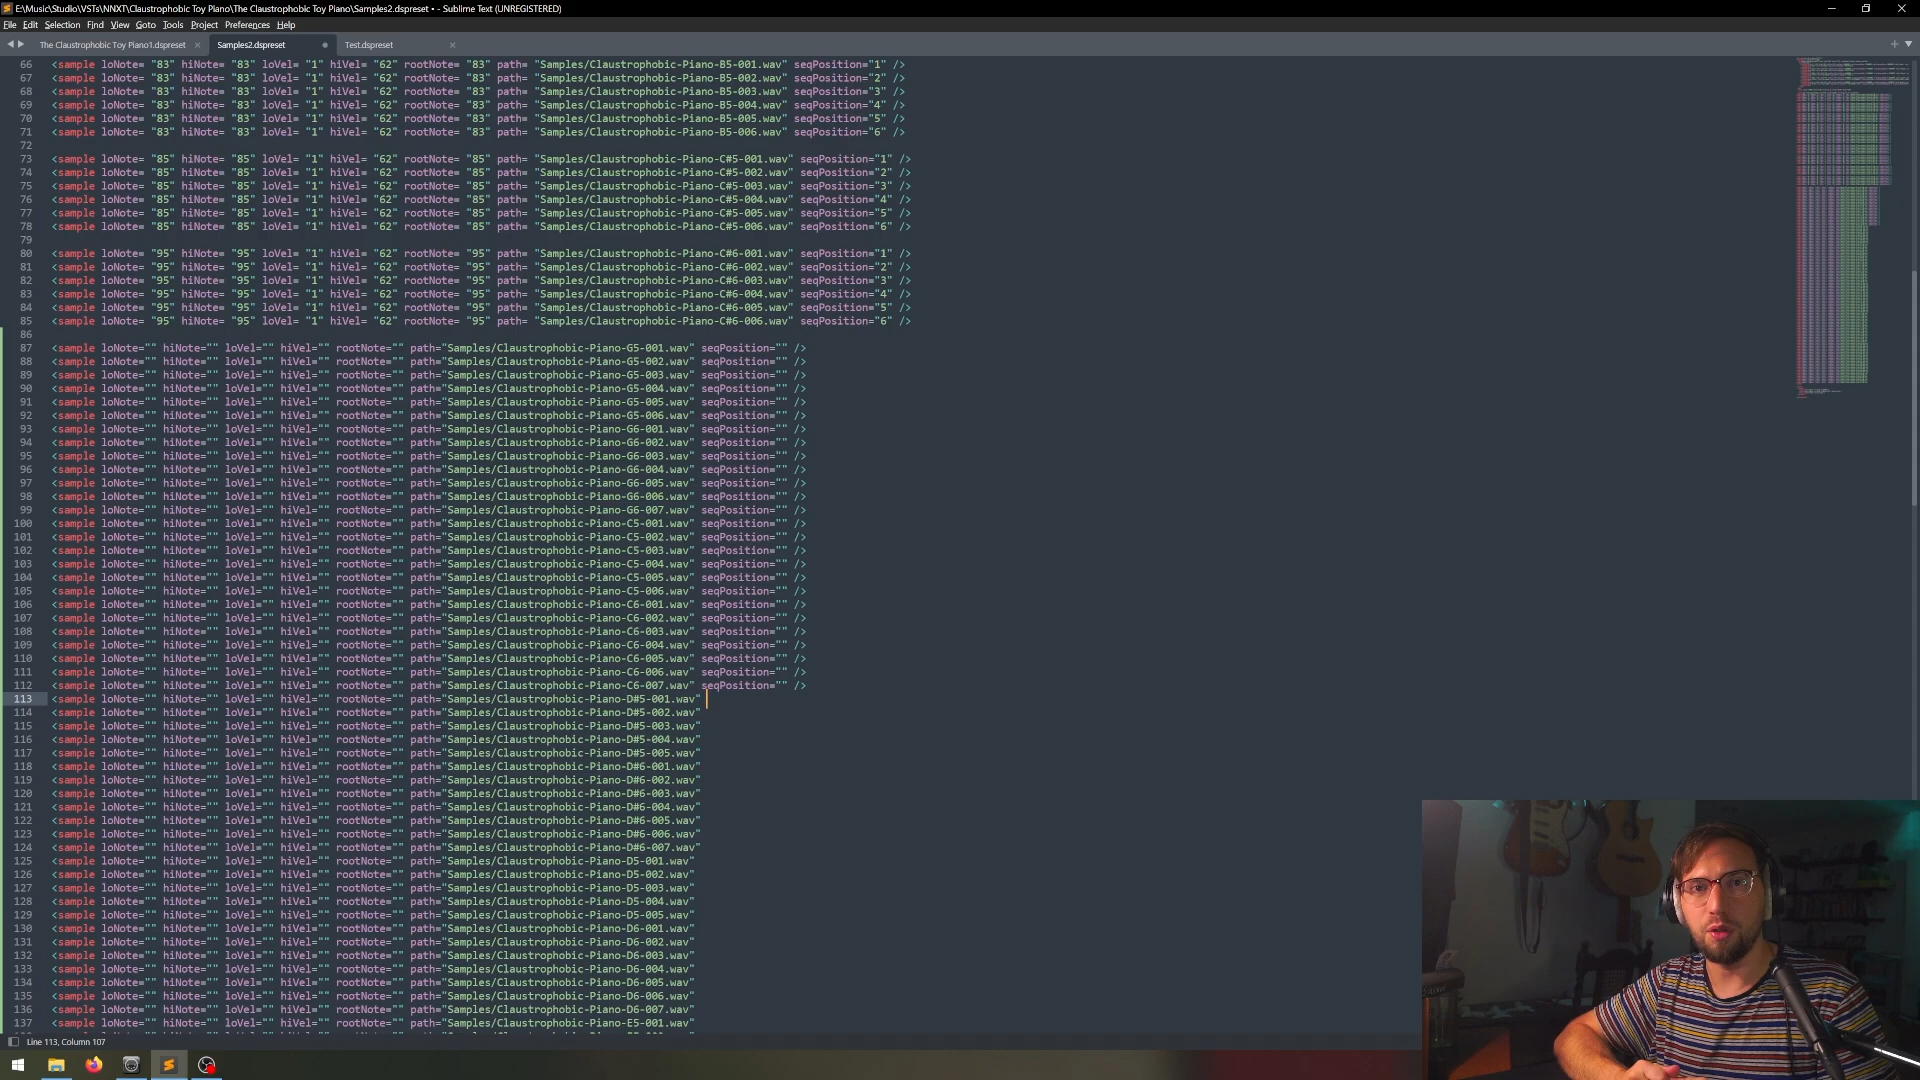 E:\Music\Studio\VSTs\NNXT\Claustrophobic Toy Piano\The Claustrophobic Toy Piano\Samples2.dspreset • - Sublime Text (UNREGISTERED)
File Edit Selection Find View Goto Tools Project Preferences Help
The Claustrophobic Toy Piano1.dspreset Samples2.dspreset Test.dspreset
66 <sample loNote= "83" hiNote= "83" loVel= "1" hiVel= "62" rootNote= "83" path= "Samples/Claustrophobic-Piano-B5-001.wav" seqPosition="1" />
67 <sample loNote= "83" hiNote= "83" loVel= "1" hiVel= "62" rootNote= "83" path= "Samples/Claustrophobic-Piano-B5-002.wav" seqPosition="2" />
68 <sample loNote= "83" hiNote= "83" loVel= "1" hiVel= "62" rootNote= "83" path= "Samples/Claustrophobic-Piano-B5-003.wav" seqPosition="3" />
69 <sample loNote= "83" hiNote= "83" loVel= "1" hiVel= "62" rootNote= "83" path= "Samples/Claustrophobic-Piano-B5-004.wav" seqPosition="4" />
70 <sample loNote= "83" hiNote= "83" loVel= "1" hiVel= "62" rootNote= "83" path= "Samples/Claustrophobic-Piano-B5-005.wav" seqPosition="5" />
71 <sample loNote= "83" hiNote= "83" loVel= "1" hiVel= "62" rootNote= "83" path= "Samples/Claustrophobic-Piano-B5-006.wav" seqPosition="6" />
72
73 <sample loNote= "85" hiNote= "85" loVel= "1" hiVel= "62" rootNote= "85" path= "Samples/Claustrophobic-Piano-C#5-001.wav" seqPosition="1" />
74 <sample loNote= "85" hiNote= "85" loVel= "1" hiVel= "62" rootNote= "85" path= "Samples/Claustrophobic-Piano-C#5-002.wav" seqPosition="2" />
75 <sample loNote= "85" hiNote= "85" loVel= "1" hiVel= "62" rootNote= "85" path= "Samples/Claustrophobic-Piano-C#5-003.wav" seqPosition="3" />
76 <sample loNote= "85" hiNote= "85" loVel= "1" hiVel= "62" rootNote= "85" path= "Samples/Claustrophobic-Piano-C#5-004.wav" seqPosition="4" />
77 <sample loNote= "85" hiNote= "85" loVel= "1" hiVel= "62" rootNote= "85" path= "Samples/Claustrophobic-Piano-C#5-005.wav" seqPosition="5" />
78 <sample loNote= "85" hiNote= "85" loVel= "1" hiVel= "62" rootNote= "85" path= "Samples/Claustrophobic-Piano-C#5-006.wav" seqPosition="6" />
79
80 <sample loNote= "95" hiNote= "95" loVel= "1" hiVel= "62" rootNote= "95" path= "Samples/Claustrophobic-Piano-C#6-001.wav" seqPosition="1" />
81 <sample loNote= "95" hiNote= "95" loVel= "1" hiVel= "62" rootNote= "95" path= "Samples/Claustrophobic-Piano-C#6-002.wav" seqPosition="2" />
82 <sample loNote= "95" hiNote= "95" loVel= "1" hiVel= "62" rootNote= "95" path= "Samples/Claustrophobic-Piano-C#6-003.wav" seqPosition="3" />
83 <sample loNote= "95" hiNote= "95" loVel= "1" hiVel= "62" rootNote= "95" path= "Samples/Claustrophobic-Piano-C#6-004.wav" seqPosition="4" />
84 <sample loNote= "95" hiNote= "95" loVel= "1" hiVel= "62" rootNote= "95" path= "Samples/Claustrophobic-Piano-C#6-005.wav" seqPosition="5" />
85 <sample loNote= "95" hiNote= "95" loVel= "1" hiVel= "62" rootNote= "95" path= "Samples/Claustrophobic-Piano-C#6-006.wav" seqPosition="6" />
86
87 <sample loNote="" hiNote="" loVel="" hiVel="" rootNote="" path="Samples/Claustrophobic-Piano-G5-001.wav" seqPosition="" />
88 <sample loNote="" hiNote="" loVel="" hiVel="" rootNote="" path="Samples/Claustrophobic-Piano-G5-002.wav" seqPosition="" />
89 <sample loNote="" hiNote="" loVel="" hiVel="" rootNote="" path="Samples/Claustrophobic-Piano-G5-003.wav" seqPosition="" />
90 <sample loNote="" hiNote="" loVel="" hiVel="" rootNote="" path="Samples/Claustrophobic-Piano-G5-004.wav" seqPosition="" />
91 <sample loNote="" hiNote="" loVel="" hiVel="" rootNote="" path="Samples/Claustrophobic-Piano-G5-005.wav" seqPosition="" />
92 <sample loNote="" hiNote="" loVel="" hiVel="" rootNote="" path="Samples/Claustrophobic-Piano-G5-006.wav" seqPosition="" />
93 <sample loNote="" hiNote="" loVel="" hiVel="" rootNote="" path="Samples/Claustrophobic-Piano-G6-001.wav" seqPosition="" />
94 <sample loNote="" hiNote="" loVel="" hiVel="" rootNote="" path="Samples/Claustrophobic-Piano-G6-002.wav" seqPosition="" />
95 <sample loNote="" hiNote="" loVel="" hiVel="" rootNote="" path="Samples/Claustrophobic-Piano-G6-003.wav" seqPosition="" />
96 <sample loNote="" hiNote="" loVel="" hiVel="" rootNote="" path="Samples/Claustrophobic-Piano-G6-004.wav" seqPosition="" />
97 <sample loNote="" hiNote="" loVel="" hiVel="" rootNote="" path="Samples/Claustrophobic-Piano-G6-005.wav" seqPosition="" />
98 <sample loNote="" hiNote="" loVel="" hiVel="" rootNote="" path="Samples/Claustrophobic-Piano-G6-006.wav" seqPosition="" />
99 <sample loNote="" hiNote="" loVel="" hiVel="" rootNote="" path="Samples/Claustrophobic-Piano-G6-007.wav" seqPosition="" />
100 <sample loNote="" hiNote="" loVel="" hiVel="" rootNote="" path="Samples/Claustrophobic-Piano-C5-001.wav" seqPosition="" />
101 <sample loNote="" hiNote="" loVel="" hiVel="" rootNote="" path="Samples/Claustrophobic-Piano-C5-002.wav" seqPosition="" />
102 <sample loNote="" hiNote="" loVel="" hiVel="" rootNote="" path="Samples/Claustrophobic-Piano-C5-003.wav" seqPosition="" />
103 <sample loNote="" hiNote="" loVel="" hiVel="" rootNote="" path="Samples/Claustrophobic-Piano-C5-004.wav" seqPosition="" />
104 <sample loNote="" hiNote="" loVel="" hiVel="" rootNote="" path="Samples/Claustrophobic-Piano-C5-005.wav" seqPosition="" />
105 <sample loNote="" hiNote="" loVel="" hiVel="" rootNote="" path="Samples/Claustrophobic-Piano-C5-006.wav" seqPosition="" />
106 <sample loNote="" hiNote="" loVel="" hiVel="" rootNote="" path="Samples/Claustrophobic-Piano-C6-001.wav" seqPosition="" />
107 <sample loNote="" hiNote="" loVel="" hiVel="" rootNote="" path="Samples/Claustrophobic-Piano-C6-002.wav" seqPosition="" />
108 <sample loNote="" hiNote="" loVel="" hiVel="" rootNote="" path="Samples/Claustrophobic-Piano-C6-003.wav" seqPosition="" />
109 <sample loNote="" hiNote="" loVel="" hiVel="" rootNote="" path="Samples/Claustrophobic-Piano-C6-004.wav" seqPosition="" />
110 <sample loNote="" hiNote="" loVel="" hiVel="" rootNote="" path="Samples/Claustrophobic-Piano-C6-005.wav" seqPosition="" />
111 <sample loNote="" hiNote="" loVel="" hiVel="" rootNote="" path="Samples/Claustrophobic-Piano-C6-006.wav" seqPosition="" />
112 <sample loNote="" hiNote="" loVel="" hiVel="" rootNote="" path="Samples/Claustrophobic-Piano-C6-007.wav" seqPosition="" />
113 <sample loNote="" hiNote="" loVel="" hiVel="" rootNote="" path="Samples/Claustrophobic-Piano-D#5-001.wav"
114 <sample loNote="" hiNote="" loVel="" hiVel="" rootNote="" path="Samples/Claustrophobic-Piano-D#5-002.wav"
115 <sample loNote="" hiNote="" loVel="" hiVel="" rootNote="" path="Samples/Claustrophobic-Piano-D#5-003.wav"
116 <sample loNote="" hiNote="" loVel="" hiVel="" rootNote="" path="Samples/Claustrophobic-Piano-D#5-004.wav"
117 <sample loNote="" hiNote="" loVel="" hiVel="" rootNote="" path="Samples/Claustrophobic-Piano-D#5-005.wav"
118 <sample loNote="" hiNote="" loVel="" hiVel="" rootNote="" path="Samples/Claustrophobic-Piano-D#6-001.wav"
119 <sample loNote="" hiNote="" loVel="" hiVel="" rootNote="" path="Samples/Claustrophobic-Piano-D#6-002.wav"
120 <sample loNote="" hiNote="" loVel="" hiVel="" rootNote="" path="Samples/Claustrophobic-Piano-D#6-003.wav"
121 <sample loNote="" hiNote="" loVel="" hiVel="" rootNote="" path="Samples/Claustrophobic-Piano-D#6-004.wav"
122 <sample loNote="" hiNote="" loVel="" hiVel="" rootNote="" path="Samples/Claustrophobic-Piano-D#6-005.wav"
123 <sample loNote="" hiNote="" loVel="" hiVel="" rootNote="" path="Samples/Claustrophobic-Piano-D#6-006.wav"
124 <sample loNote="" hiNote="" loVel="" hiVel="" rootNote="" path="Samples/Claustrophobic-Piano-D#6-007.wav"
125 <sample loNote="" hiNote="" loVel="" hiVel="" rootNote="" path="Samples/Claustrophobic-Piano-D5-001.wav"
126 <sample loNote="" hiNote="" loVel="" hiVel="" rootNote="" path="Samples/Claustrophobic-Piano-D5-002.wav"
127 <sample loNote="" hiNote="" loVel="" hiVel="" rootNote="" path="Samples/Claustrophobic-Piano-D5-003.wav"
128 <sample loNote="" hiNote="" loVel="" hiVel="" rootNote="" path="Samples/Claustrophobic-Piano-D5-004.wav"
129 <sample loNote="" hiNote="" loVel="" hiVel="" rootNote="" path="Samples/Claustrophobic-Piano-D5-005.wav"
130 <sample loNote="" hiNote="" loVel="" hiVel="" rootNote="" path="Samples/Claustrophobic-Piano-D6-001.wav"
131 <sample loNote="" hiNote="" loVel="" hiVel="" rootNote="" path="Samples/Claustrophobic-Piano-D6-002.wav"
132 <sample loNote="" hiNote="" loVel="" hiVel="" rootNote="" path="Samples/Claustrophobic-Piano-D6-003.wav"
133 <sample loNote="" hiNote="" loVel="" hiVel="" rootNote="" path="Samples/Claustrophobic-Piano-D6-004.wav"
134 <sample loNote="" hiNote="" loVel="" hiVel="" rootNote="" path="Samples/Claustrophobic-Piano-D6-005.wav"
135 <sample loNote="" hiNote="" loVel="" hiVel="" rootNote="" path="Samples/Claustrophobic-Piano-D6-006.wav"
136 <sample loNote="" hiNote="" loVel="" hiVel="" rootNote="" path="Samples/Claustrophobic-Piano-D6-007.wav"
137 <sample loNote="" hiNote="" loVel="" hiVel="" rootNote="" path="Samples/Claustrophobic-Piano-E5-001.wav"
Line 113, Column 107